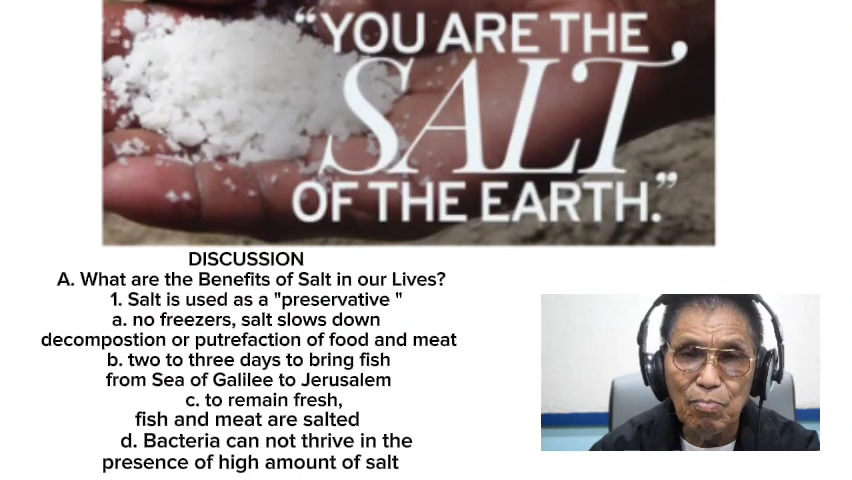 “YOU ARE THE
SALT
OF THE EARTH.”
DISCUSSION
A. What are the Benefits of Salt in our Lives?
1. Salt is used as a "preservative "
a. no freezers, salt slows down
decompostion or putrefaction of food and meat
b. two to three days to bring fish
from Sea of Galilee to Jerusalem
c. to remain fresh,
fish and meat are salted
d. Bacteria can not thrive in the
presence of high amount of salt